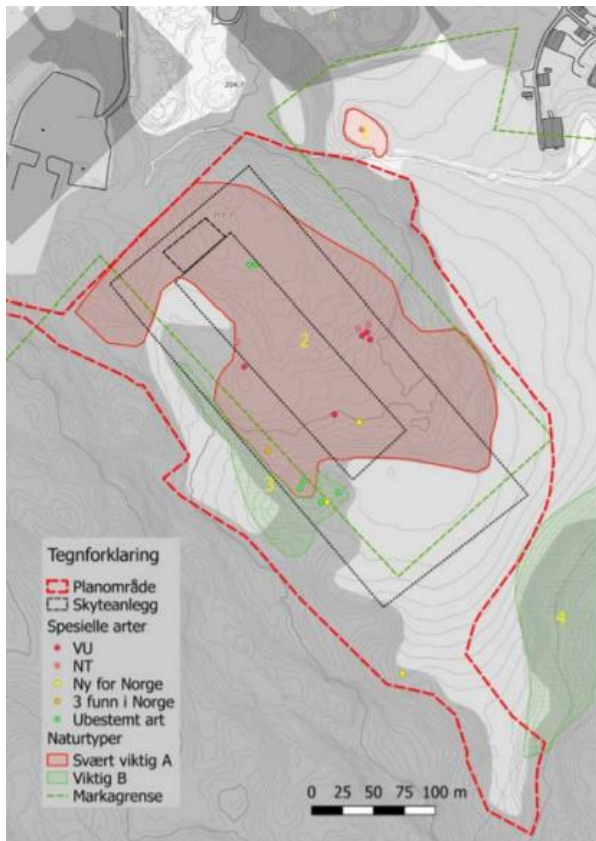 1
2
3
4
Tegnforklaring
Planområde
Skyteanlegg
Spesielle arter
VU
NT
Ny for Norge
3 funn i Norge
Ubestemt art
Naturtyper
Svært viktig A
Viktig B
Markagrense
0 25 50 75 100 m